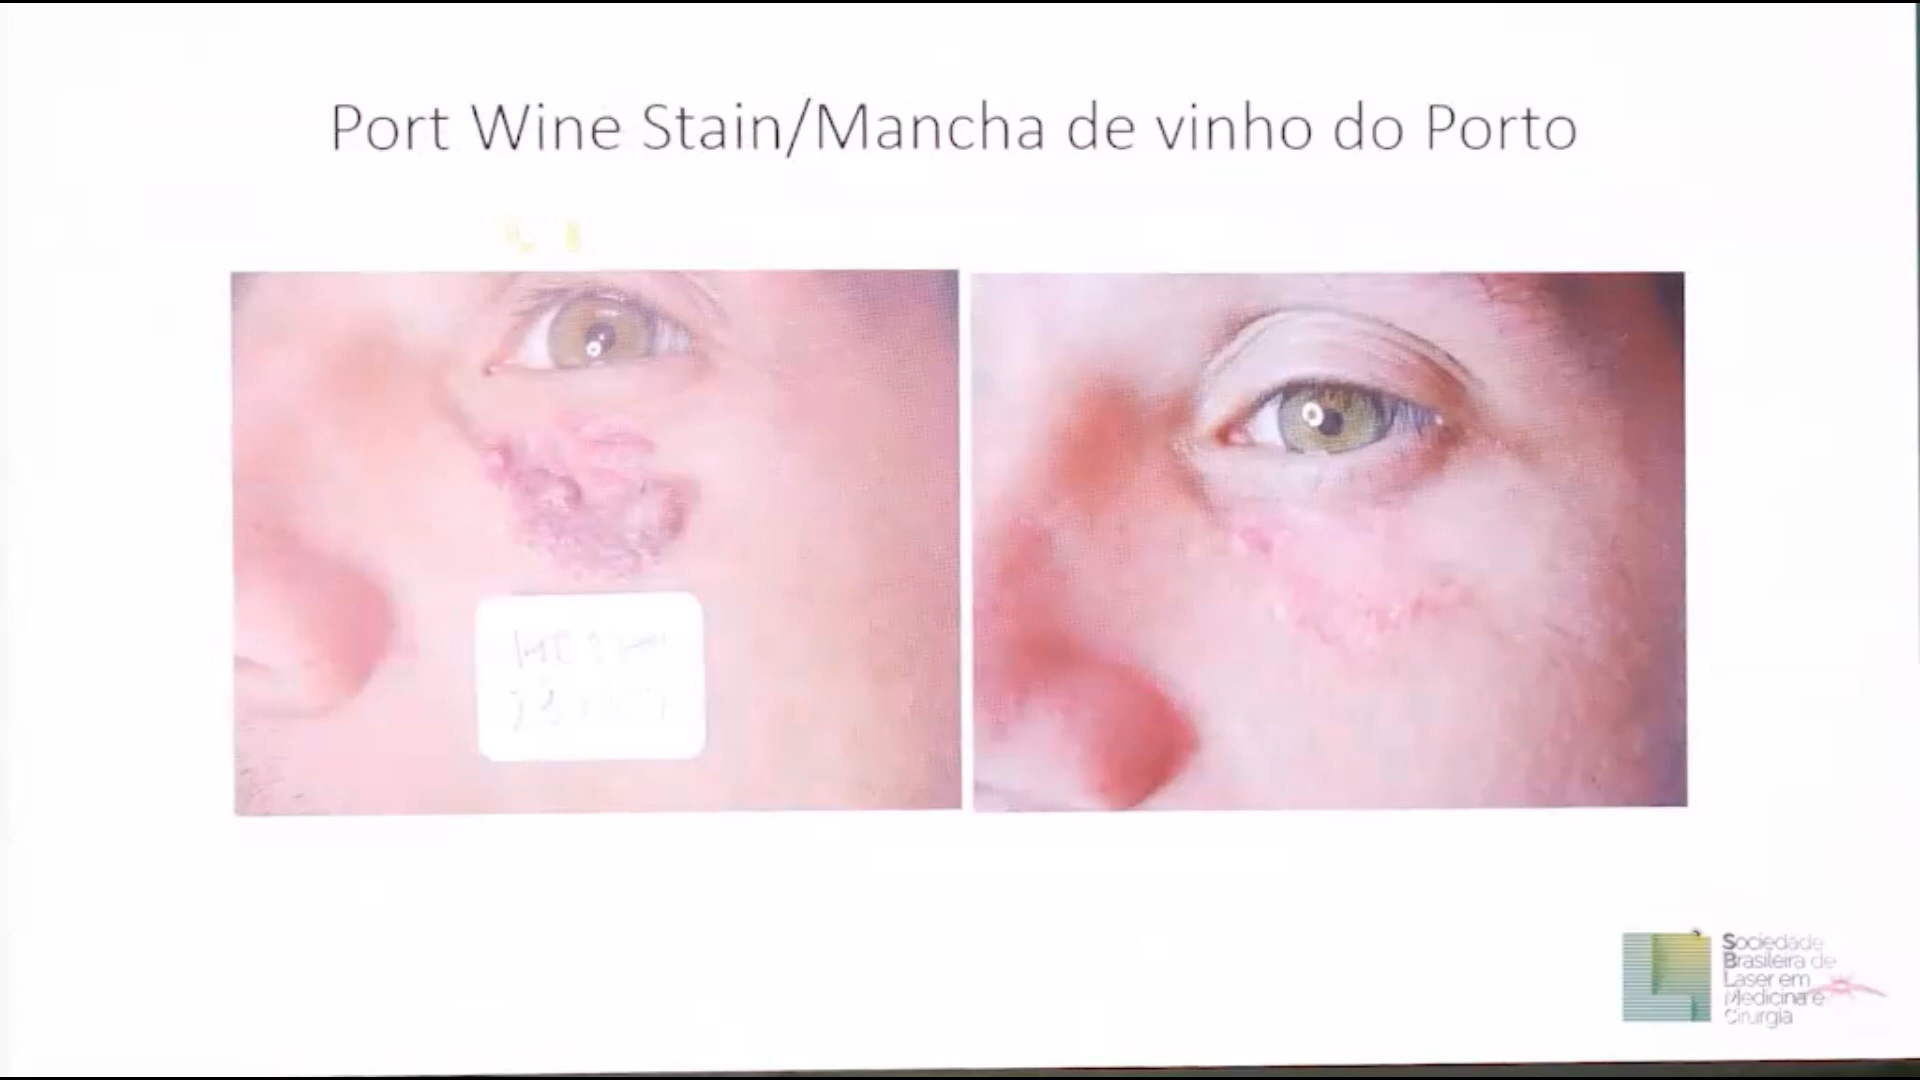 Port Wine Stain/Mancha de vinho do Porto
Sociedade
Brasileira de
Laser em
Medicina e
Cirurgia